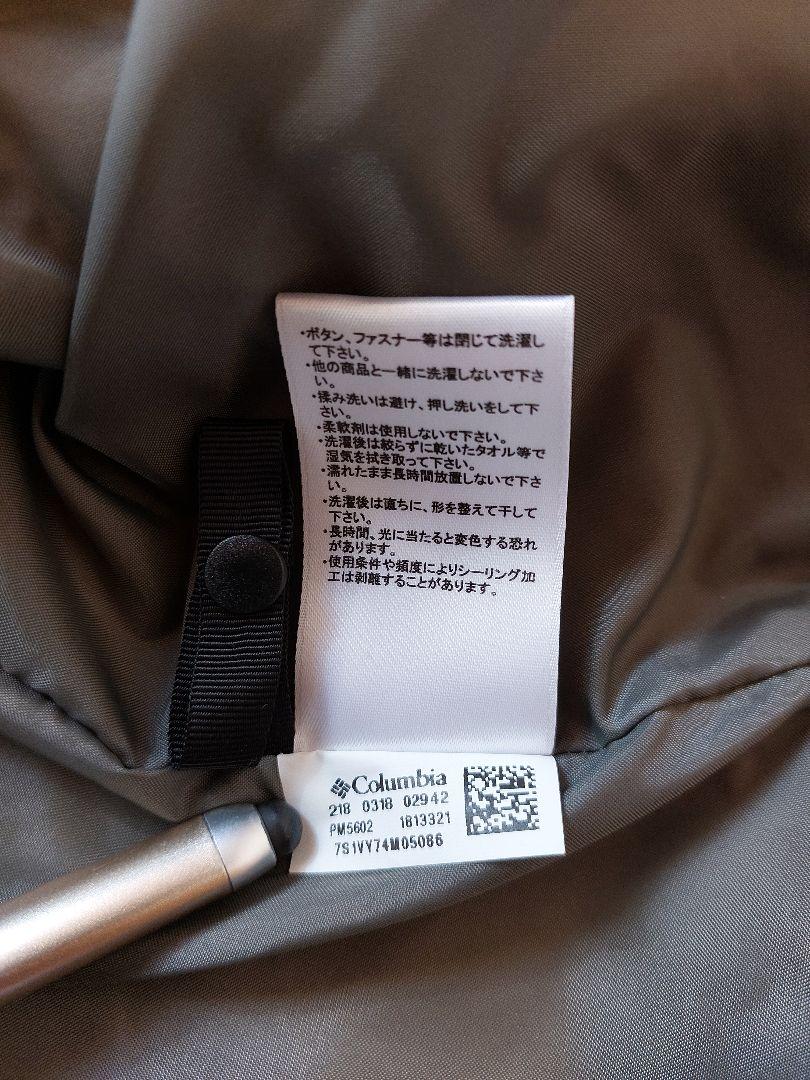 ・ボタン、ファスナー等は閉じて洗濯し
て下さい。
・他の商品と一緒に洗濯しないで下さ
い。
・揉み洗いは避け、押し洗いをして下
さい。
・柔軟剤は使用しないで下さい。
・洗濯後は絞らずに乾いたタオル等で
湿気を拭き取って下さい。
・濡れたまま長時間放置しないで下さ
い。
・洗濯後は直ちに、形を整えて干して
下さい。
・長時間、光に当たると変色する恐れ
があります。
・使用条件や頻度によりシーリング加
工は剥離することがあります。
Columbia
218 0318 02942
PM5602 1813321
7S1VY74M05086